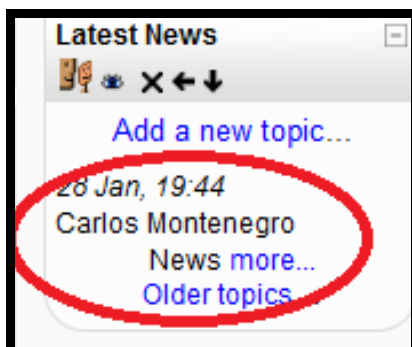 Latest News
Add a new topic...
28 Jan, 19:44
Carlos Montenegro
News more...
Older topics...